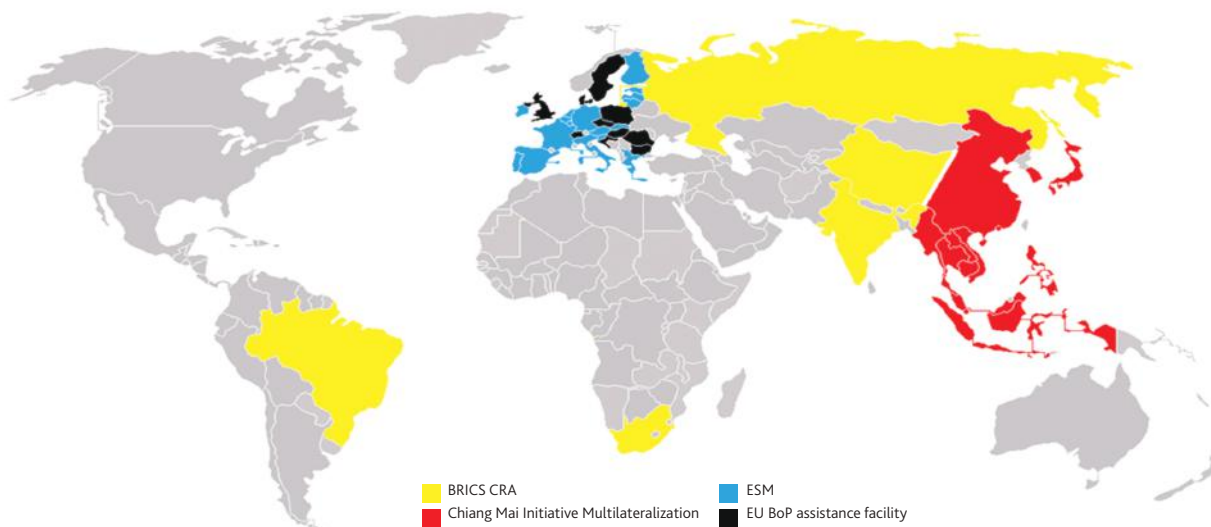 BRICS CRA
Chiang Mai Initiative Multilateralization
ESM
EU BoP assistance facility